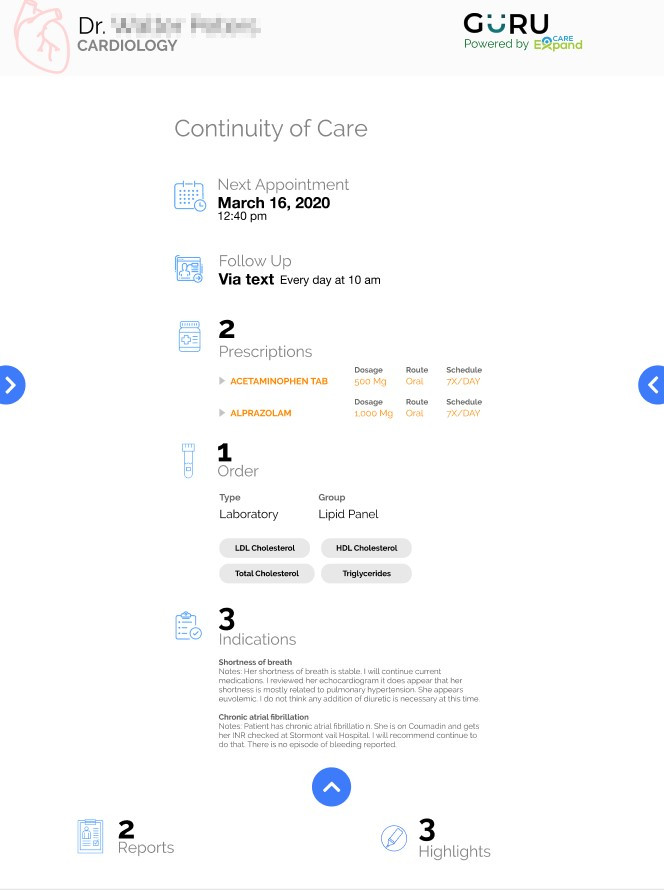 Dr.
CARDIOLOGY
GURU
Powered by CARE Expand
Continuity of Care
Next Appointment
March 16, 2020
12:40 pm
Follow Up
Via text Every day at 10 am
2
Prescriptions
Dosage Route Schedule
ACETAMINOPHEN TAB 500 Mg Oral 7X/DAY
Dosage Route Schedule
ALPRAZOLAM 1,000 Mg Oral 7X/DAY
1
Order
Type Group
Laboratory Lipid Panel
LDL Cholesterol HDL Cholesterol
Total Cholesterol Triglycerides
3
Indications
Shortness of breath
Notes: Her shortness of breath is stable. I will continue current
medications. I reviewed her echocardiogram it does appear that her
shortness is mostly related to pulmonary hypertension. She appears
euvolemic. I do not think any addition of diuretic is necessary at this time
Chronic atrial fibrillation
Notes: Patient has chronic atrial fibrillatio n. She is on Coumadin and gets
her INR checked at Stormont vail Hospital. I will recommend continue to
do that. There is no episode of bleeding reported.
2
Reports
3
Highlights